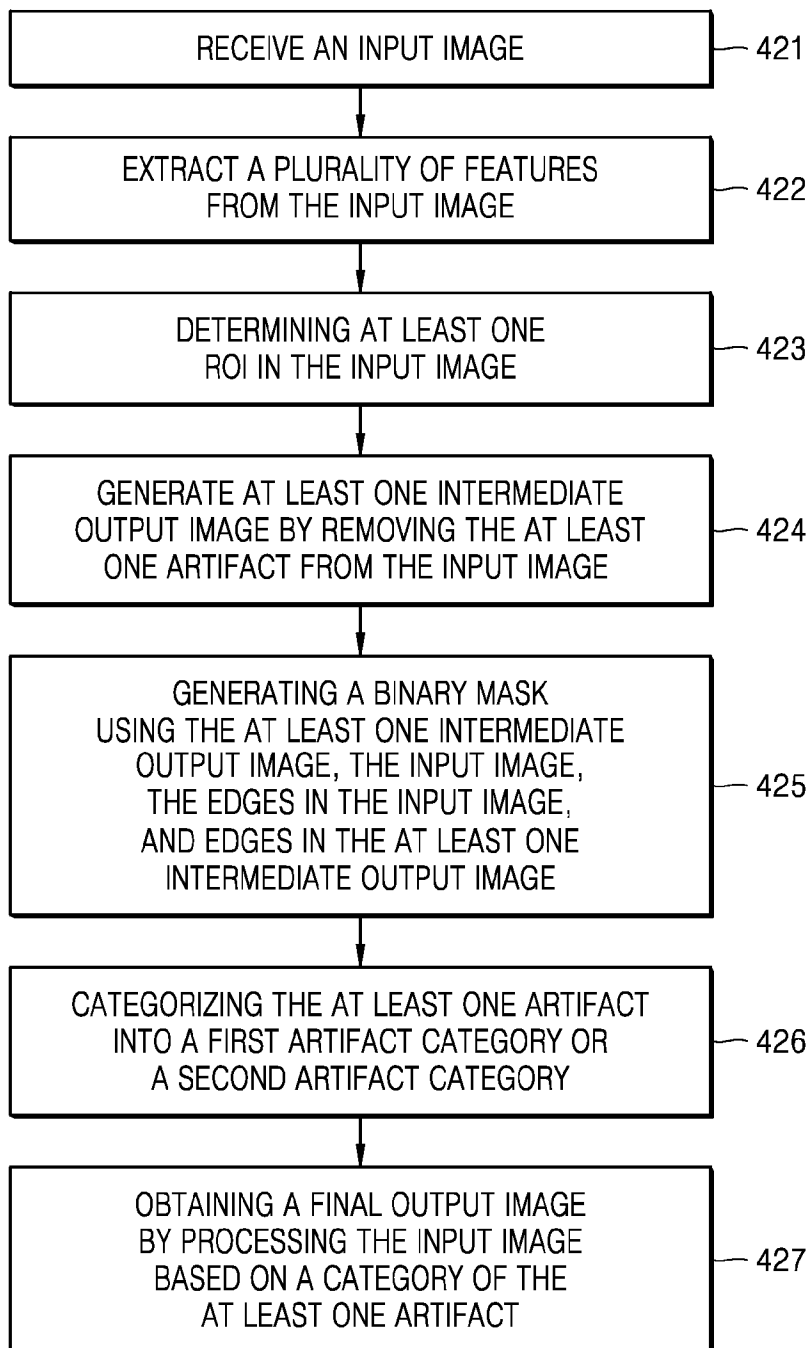 RECEIVE AN INPUT IMAGE
421
EXTRACT A PLURALITY OF FEATURES
FROM THE INPUT IMAGE
422
DETERMINING AT LEAST ONE
ROI IN THE INPUT IMAGE
423
GENERATE AT LEAST ONE INTERMEDIATE
OUTPUT IMAGE BY REMOVING THE AT LEAST
ONE ARTIFACT FROM THE INPUT IMAGE
424
GENERATING A BINARY MASK
USING THE AT LEAST ONE INTERMEDIATE
OUTPUT IMAGE, THE INPUT IMAGE,
THE EDGES IN THE INPUT IMAGE,
AND EDGES IN THE AT LEAST ONE
INTERMEDIATE OUTPUT IMAGE
425
CATEGORIZING THE AT LEAST ONE ARTIFACT
INTO A FIRST ARTIFACT CATEGORY OR
A SECOND ARTIFACT CATEGORY
426
OBTAINING A FINAL OUTPUT IMAGE
BY PROCESSING THE INPUT IMAGE
BASED ON A CATEGORY OF THE
AT LEAST ONE ARTIFACT
427